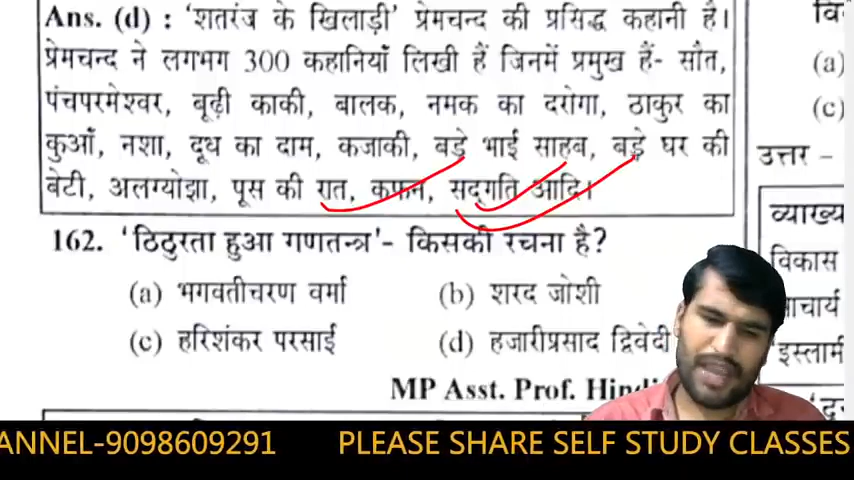 Ans. (d) : 'शतरंज के खिलाड़ी' प्रेमचन्द की प्रसिद्ध कहानी है।
प्रेमचन्द ने लगभग 300 कहानियाँ लिखी हैं जिनमें प्रमुख हैं- सौत,
पंचपरमेश्वर, बूढ़ी काकी, बालक, नमक का दरोगा, ठाकुर का
कुआँ, नशा, दूध का दाम, कजाकी, बड़े भाई साहब, बड़े घर की
बेटी, अलग्योझा, पूस की रात, कफन, सद्गति आदि।
162. 'ठिठुरता हुआ गणतन्त्र'- किसकी रचना है?
(a) भगवतीचरण वर्मा (b) शरद जोशी
(c) हरिशंकर परसाई (d) हजारीप्रसाद द्विवेदी
MP Asst. Prof. Hindi
(a)
(c)
उत्तर -
व्याख्य
विकास
आचार्य
इस्लामी
ANNEL-9098609291 PLEASE SHARE SELF STUDY CLASSES